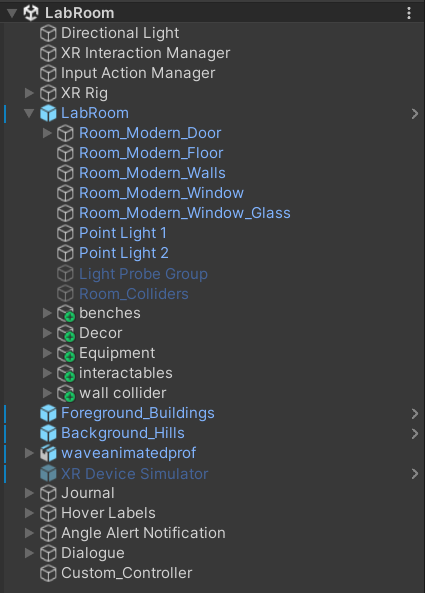 LabRoom
Directional Light
XR Interaction Manager
Input Action Manager
XR Rig
LabRoom
Room_Modern_Door
Room_Modern_Floor
Room_Modern_Walls
Room_Modern_Window
Room_Modern_Window_Glass
Point Light 1
Point Light 2
Light Probe Group
Room_Colliders
benches
Decor
Equipment
interactables
wall collider
Foreground_Buildings
Background_Hills
waveanimatedprof
XR Device Simulator
Journal
Hover Labels
Angle Alert Notification
Dialogue
Custom_Controller